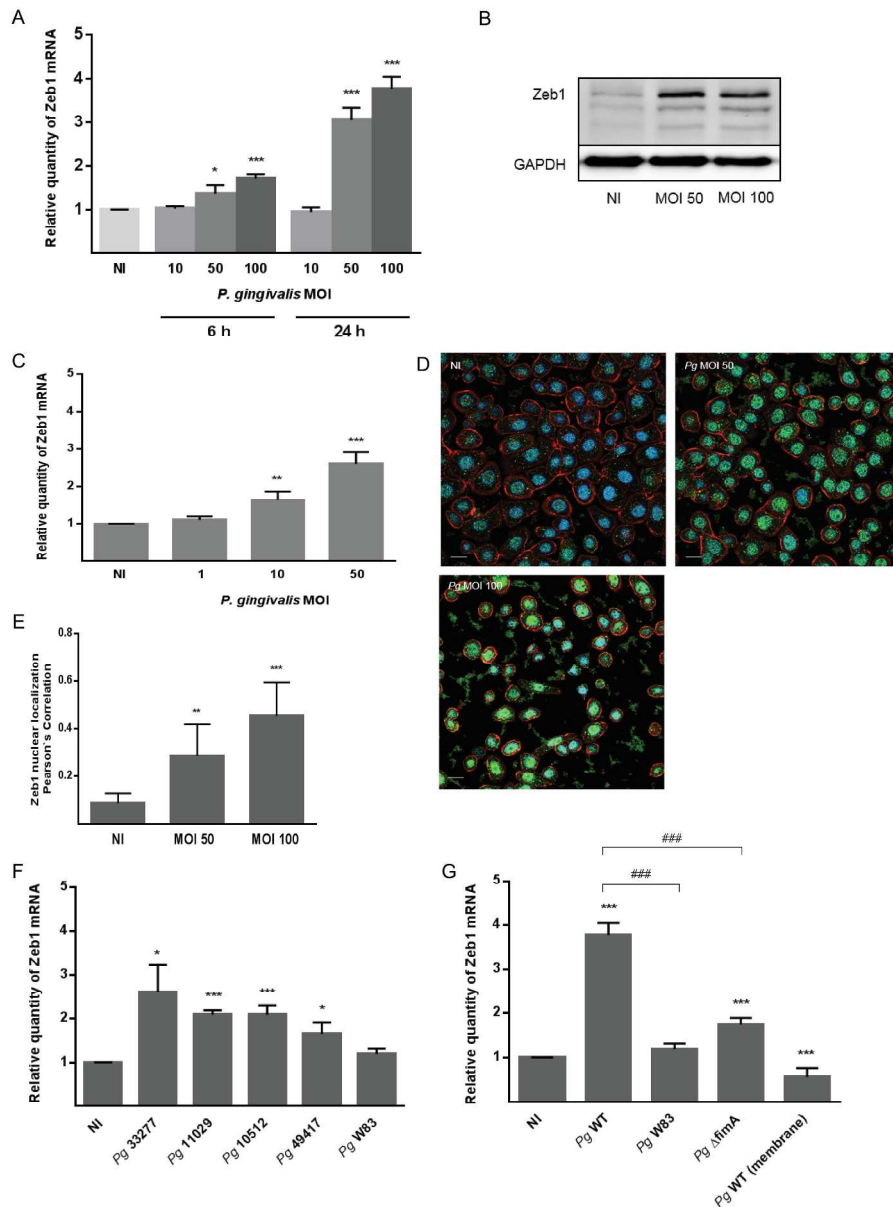 A
Relative quantity of Zeb1 mRNA
5
4
3
2
1
*
***
***
***
NI
10
50
100
10
50
100
P. gingivalis MOI
6 h
24 h
B
Zeb1
GAPDH
NI
MOI 50
MOI 100
C
Relative quantity of Zeb1 mRNA
5
4
3
2
1
**
***
NI
1
10
50
P. gingivalis MOI
D
NI
Pg MOI 50
Pg MOI 100
E
Zeb1 nuclear localization
Pearson's Correlation
0.8
0.6
0.4
0.2
**
***
NI
MOI 50
MOI 100
F
Relative quantity of Zeb1 mRNA
5
4
3
2
1
*
***
***
*
NI
Pg 33277
Pg 11029
Pg 10512
Pg 49417
Pg W83
G
Relative quantity of Zeb1 mRNA
5
4
3
2
1
###
###
***
***
***
NI
Pg WT
Pg W83
Pg ΔfimA
Pg WT (membrane)